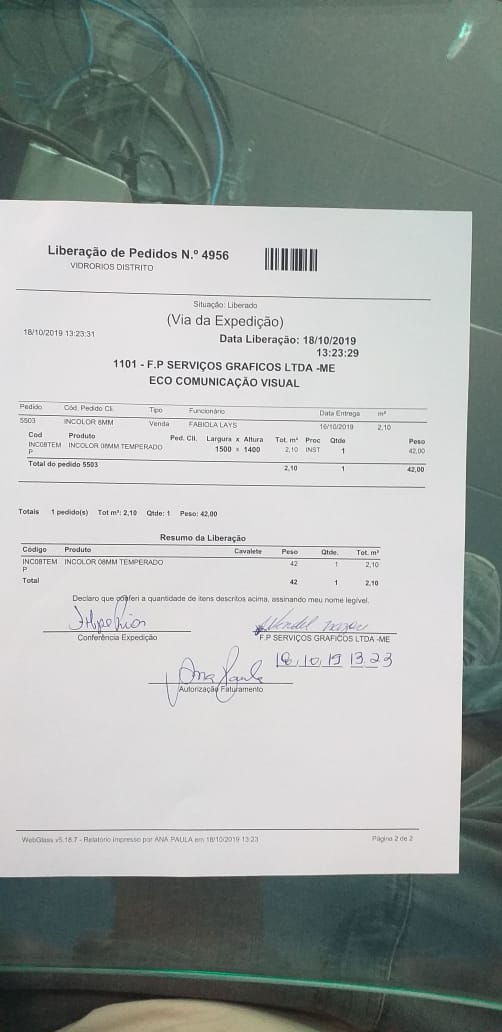 Liberação de Pedidos N.º 4956
VIDRORIOS DISTRITO
Situação: Liberado
(Via da Expedição)
18/10/2019 13:23:31
Data Liberação: 18/10/2019
13:23:29
1101 - F.P SERVIÇOS GRAFICOS LTDA -ME
ECO COMUNICAÇÃO VISUAL
Pedido Cód. Pedido Cli. Tipo Funcionário Data Entrega m²
5503 INCOLOR 8MM Venda FABIOLA LAYS 16/10/2019 2,10
Cod Produto Ped. Cli. Largura x Altura Tot. m² Proc Qtde Peso
INC08TEM INCOLOR 08MM TEMPERADO 1500 x 1400 2,10 INST 1 42,00
P
Total do pedido 5503 2,10 1 42,00
Totais 1 pedido(s) Tot m²: 2,10 Qtde: 1 Peso: 42,00
Resumo da Liberação
Código Produto Cavalete Peso Qtde. Tot. m²
INC08TEM INCOLOR 08MM TEMPERADO 42 1 2,10
P
Total 42 1 2,10
Declaro que conferi a quantidade de itens descritos acima, assinando meu nome legível.
Conferência Expedição
F.P SERVIÇOS GRAFICOS LTDA -ME
18.10.19 13.23
Ana Paula
Autorização Faturamento
WebGlass v5.18.7 - Relatório impresso por ANA PAULA em 18/10/2019 13:23
Página 2 de 2